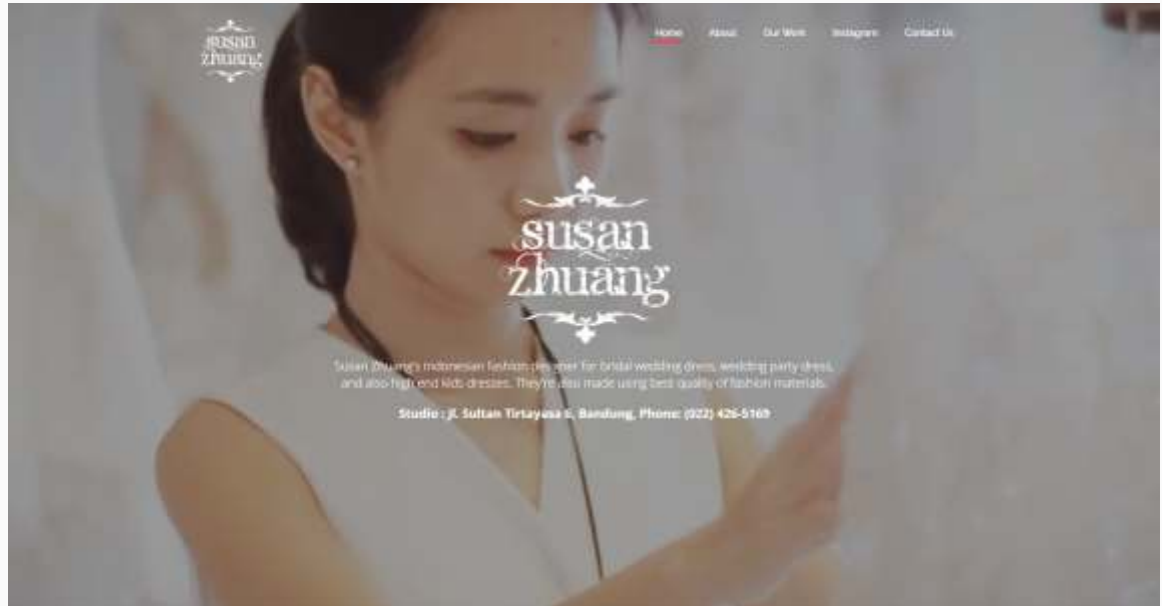 susan
zhuang
Home
About
Our Work
Instagram
Contact Us
susan
zhuang
Susan Zhuang's Indonesian fashion designer for bridal wedding dress, wedding party dress,
and also high end kids dresses. They're also made using best quality of fashion materials.
Studio : Jl. Sultan Tirtayasa 6, Bandung, Phone: (022) 426-5169